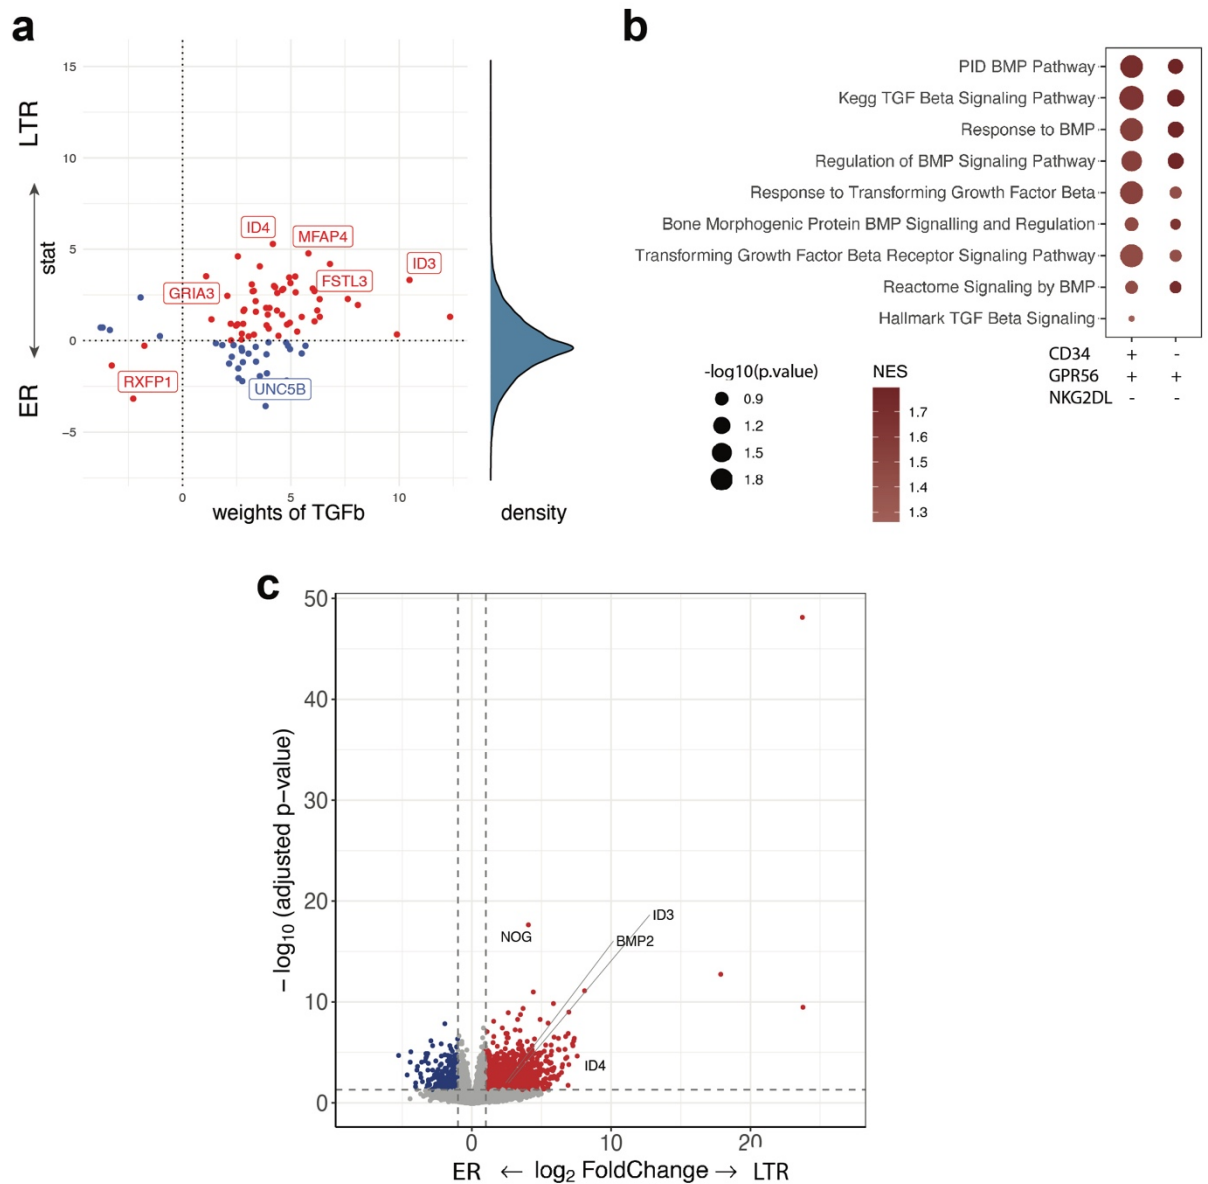 a
LTR
stat
ER
15
10
5
0
−5
ID4
MFAP4
ID3
FSTL3
GRIA3
RXFP1
UNC5B
0
5
10
weights of TGFb
density
b
PID BMP Pathway
Kegg TGF Beta Signaling Pathway
Response to BMP
Regulation of BMP Signaling Pathway
Response to Transforming Growth Factor Beta
Bone Morphogenic Protein BMP Signalling and Regulation
Transforming Growth Factor Beta Receptor Signaling Pathway
Reactome Signaling by BMP
Hallmark TGF Beta Signaling
CD34 + -
GPR56 + +
NKG2DL - -
-log10(p.value)
0.9
1.2
1.5
1.8
NES
1.7
1.6
1.5
1.4
1.3
c
− log10 (adjusted p−value)
50
40
30
20
10
0
NOG
ID3
BMP2
ID4
0 10 20
ER ← log2 FoldChange → LTR